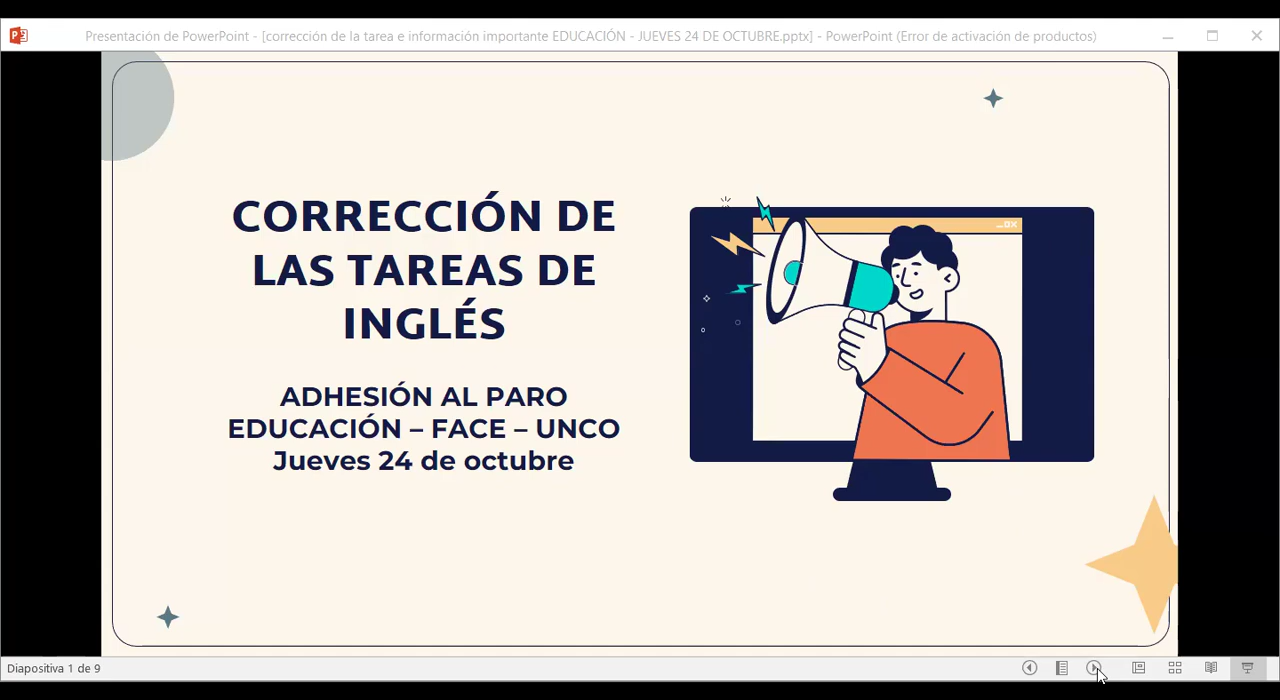 Presentación de PowerPoint - [corrección de la tarea e información importante EDUCACIÓN - JUEVES 24 DE OCTUBRE.pptx] - PowerPoint (Error de activación de productos)
CORRECCIÓN DE
LAS TAREAS DE
INGLÉS
ADHESIÓN AL PARO
EDUCACIÓN – FACE – UNCO
Jueves 24 de octubre
Diapositiva 1 de 9